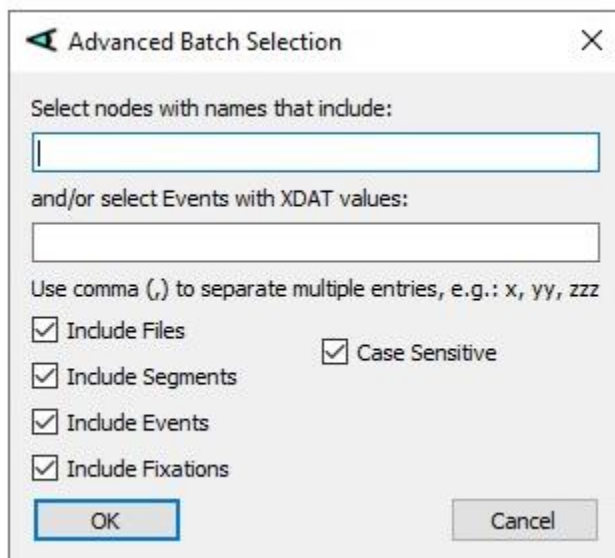 Advanced Batch Selection
Select nodes with names that include:
and/or select Events with XDAT values:
Use comma (,) to separate multiple entries, e.g.: x, yy, zzz
Include Files
Case Sensitive
Include Segments
Include Events
Include Fixations
OK Cancel